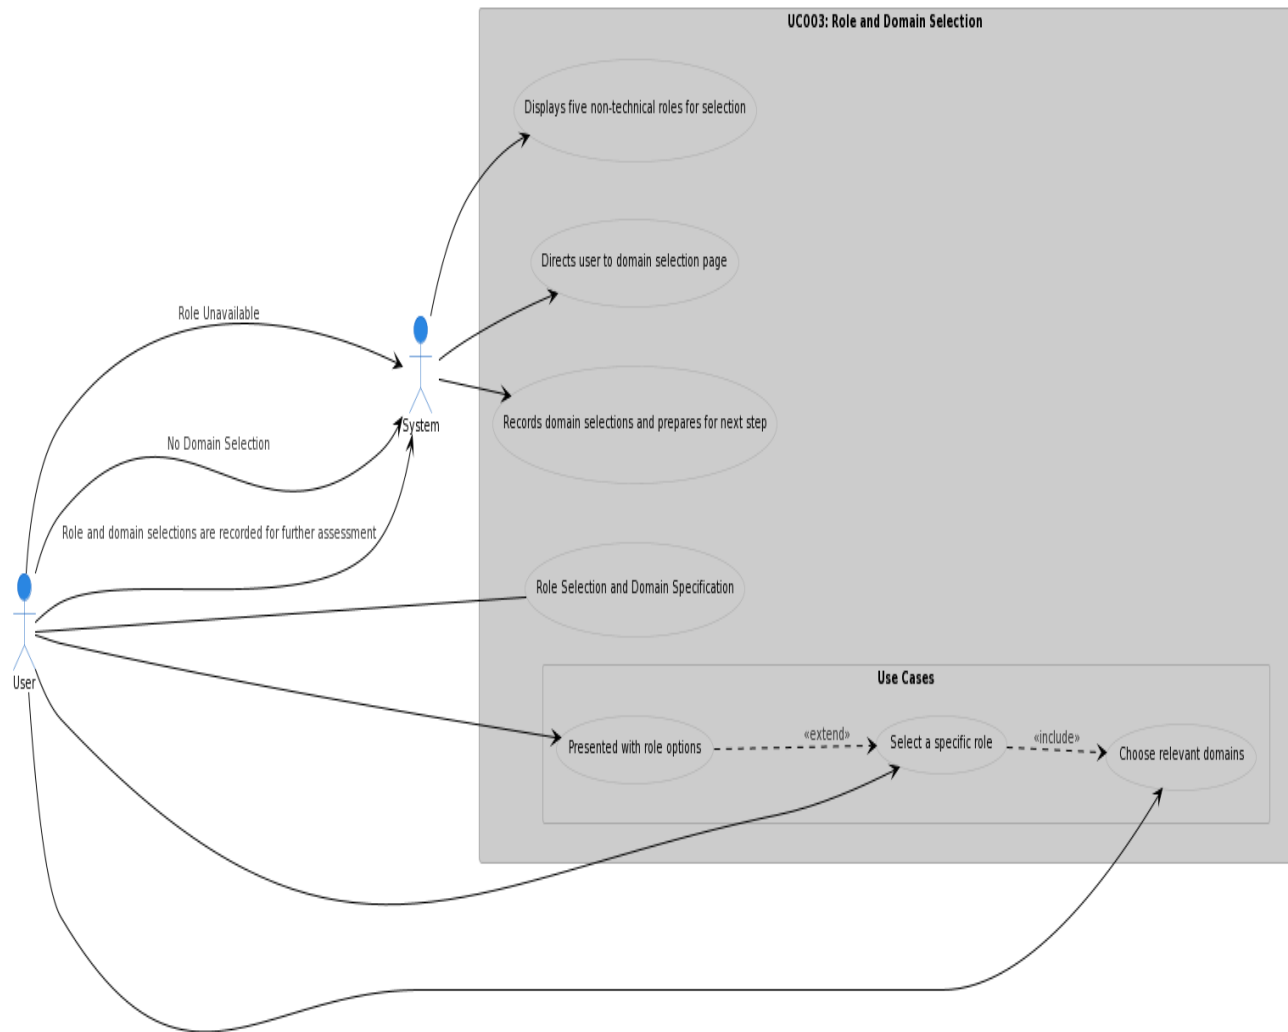 UC003: Role and Domain Selection
Displays five non-technical roles for selection
Directs user to domain selection page
Role Unavailable
Records domain selections and prepares for next step
System
No Domain Selection
Role and domain selections are recorded for further assessment
Role Selection and Domain Specification
User
Use Cases
Presented with role options
«extend»
Select a specific role
«include»
Choose relevant domains